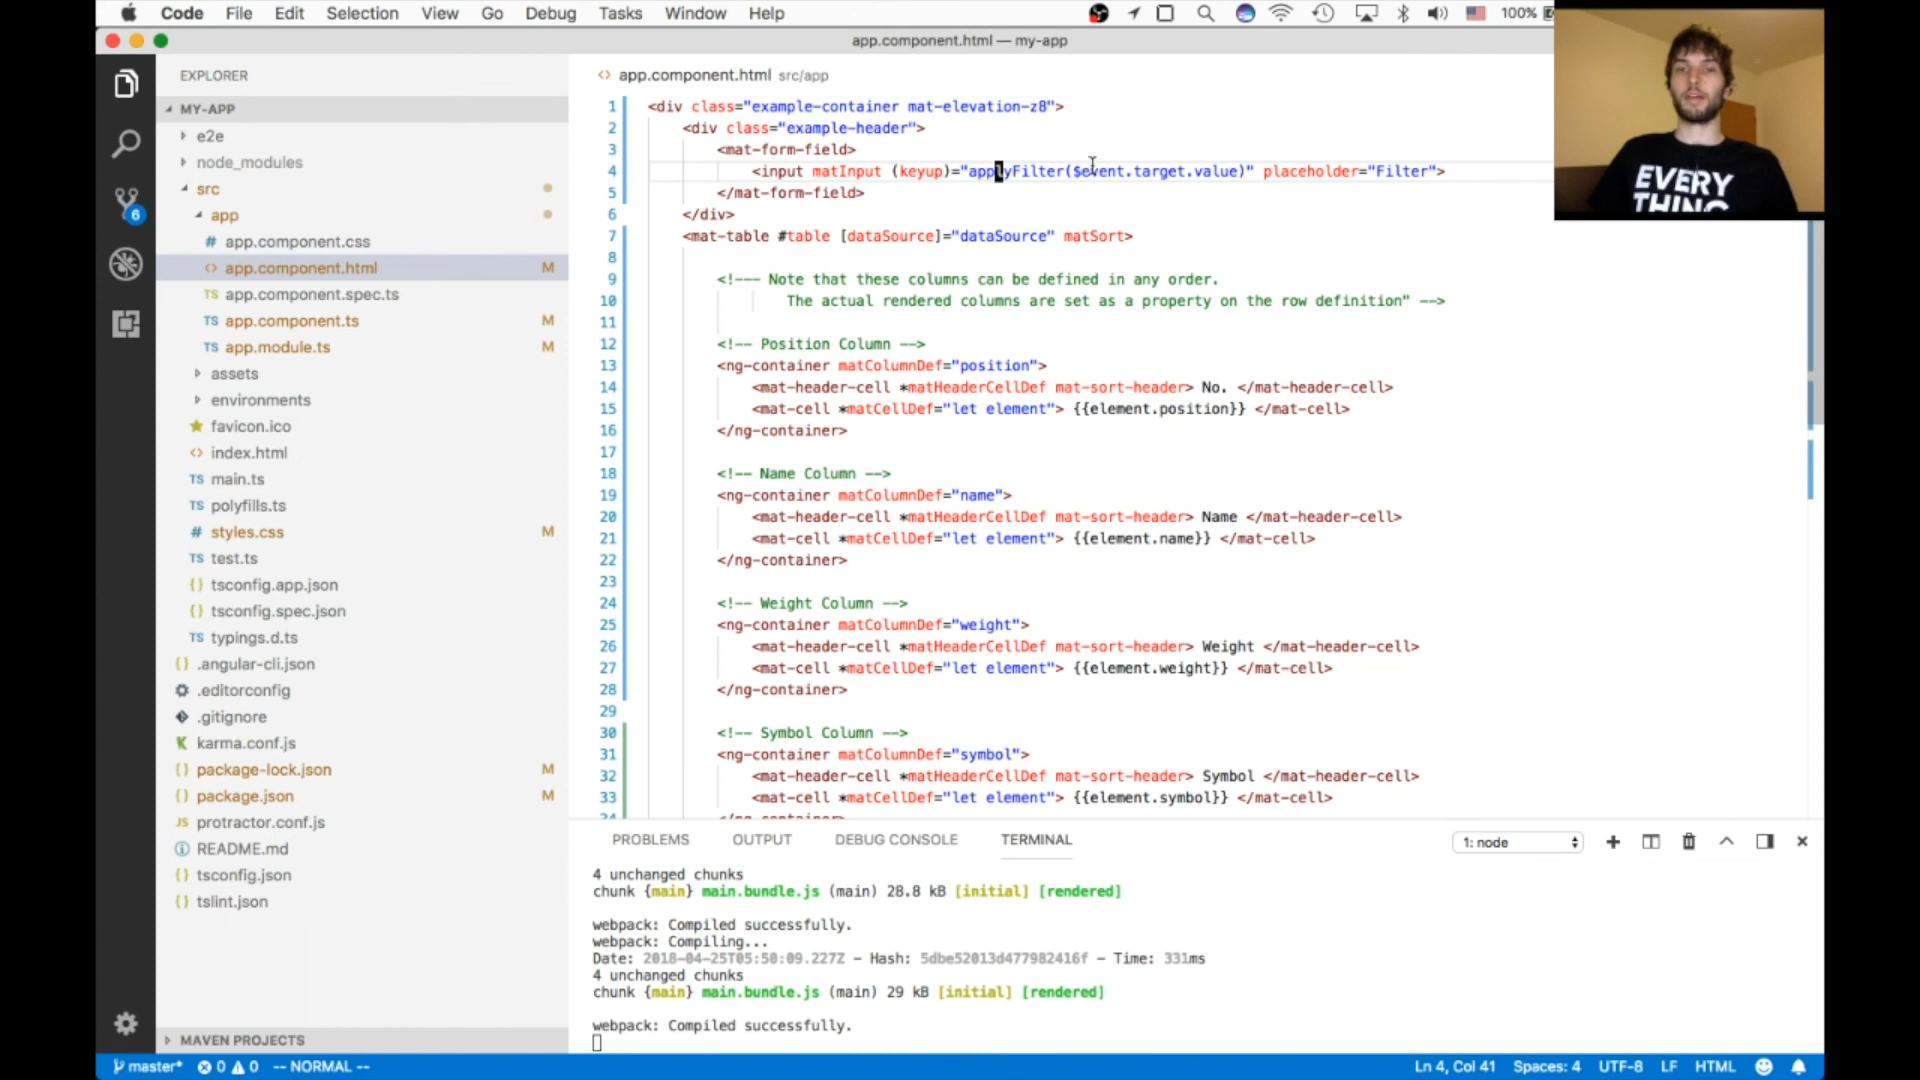 Code File Edit Selection View Go Debug Tasks Window Help 100%
app.component.html — my-app
EXPLORER
MY-APP
e2e
node_modules
src
app
# app.component.css
<> app.component.html M
TS app.component.spec.ts
TS app.component.ts M
TS app.module.ts M
assets
environments
favicon.ico
<> index.html
TS main.ts
TS polyfills.ts
# styles.css M
TS test.ts
{} tsconfig.app.json
{} tsconfig.spec.json
TS typings.d.ts
{} .angular-cli.json
.editorconfig
.gitignore
K karma.conf.js
{} package-lock.json M
{} package.json M
JS protractor.conf.js
README.md
{} tsconfig.json
{} tslint.json
MAVEN PROJECTS
6
<> app.component.html src/app
1 <div class="example-container mat-elevation-z8">
2 <div class="example-header">
3 <mat-form-field>
4 <input matInput (keyup)="applyFilter($event.target.value)" placeholder="Filter">
5 </mat-form-field>
6 </div>
7 <mat-table #table [dataSource]="dataSource" matSort>
8
9 <!--- Note that these columns can be defined in any order.
10 The actual rendered columns are set as a property on the row definition" -->
11
12 <!-- Position Column -->
13 <ng-container matColumnDef="position">
14 <mat-header-cell *matHeaderCellDef mat-sort-header> No. </mat-header-cell>
15 <mat-cell *matCellDef="let element"> {{element.position}} </mat-cell>
16 </ng-container>
17
18 <!-- Name Column -->
19 <ng-container matColumnDef="name">
20 <mat-header-cell *matHeaderCellDef mat-sort-header> Name </mat-header-cell>
21 <mat-cell *matCellDef="let element"> {{element.name}} </mat-cell>
22 </ng-container>
23
24 <!-- Weight Column -->
25 <ng-container matColumnDef="weight">
26 <mat-header-cell *matHeaderCellDef mat-sort-header> Weight </mat-header-cell>
27 <mat-cell *matCellDef="let element"> {{element.weight}} </mat-cell>
28 </ng-container>
29
30 <!-- Symbol Column -->
31 <ng-container matColumnDef="symbol">
32 <mat-header-cell *matHeaderCellDef mat-sort-header> Symbol </mat-header-cell>
33 <mat-cell *matCellDef="let element"> {{element.symbol}} </mat-cell>
EVERY
THING
PROBLEMS OUTPUT DEBUG CONSOLE TERMINAL 1: node
4 unchanged chunks
chunk {main} main.bundle.js (main) 28.8 kB [initial] [rendered]
webpack: Compiled successfully.
webpack: Compiling...
Date: 2018-04-25T05:50:09.227Z - Hash: 5dbe52013d477982416f - Time: 331ms
4 unchanged chunks
chunk {main} main.bundle.js (main) 29 kB [initial] [rendered]
webpack: Compiled successfully.
master* 0 0 -- NORMAL -- Ln 4, Col 41 Spaces: 4 UTF-8 LF HTML